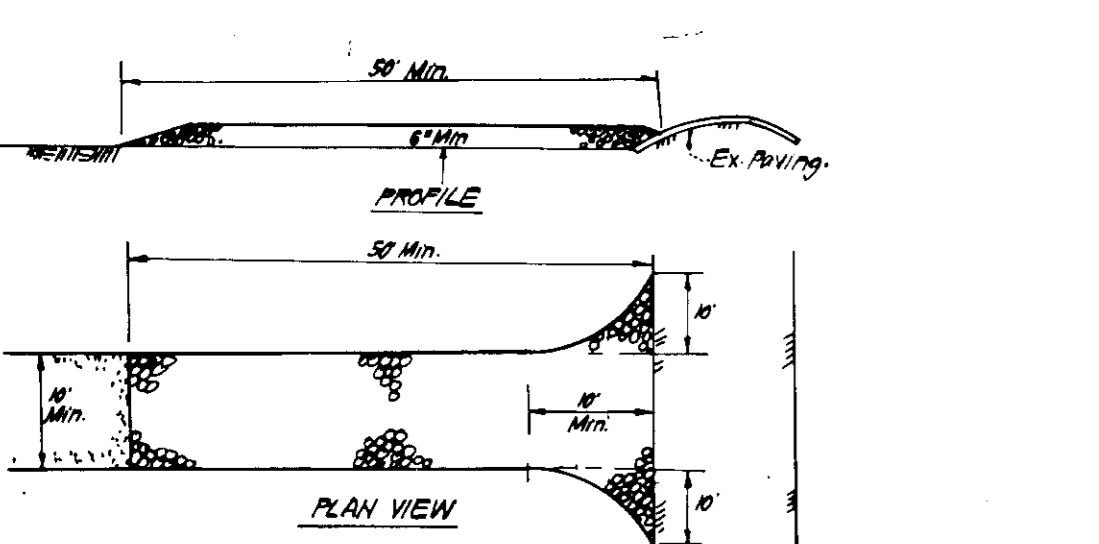 50' Min.
6" Min
Ex. Paving.
PROFILE
50' Min.
10'
10'
Min.
10'
Min.
10'
PLAN VIEW